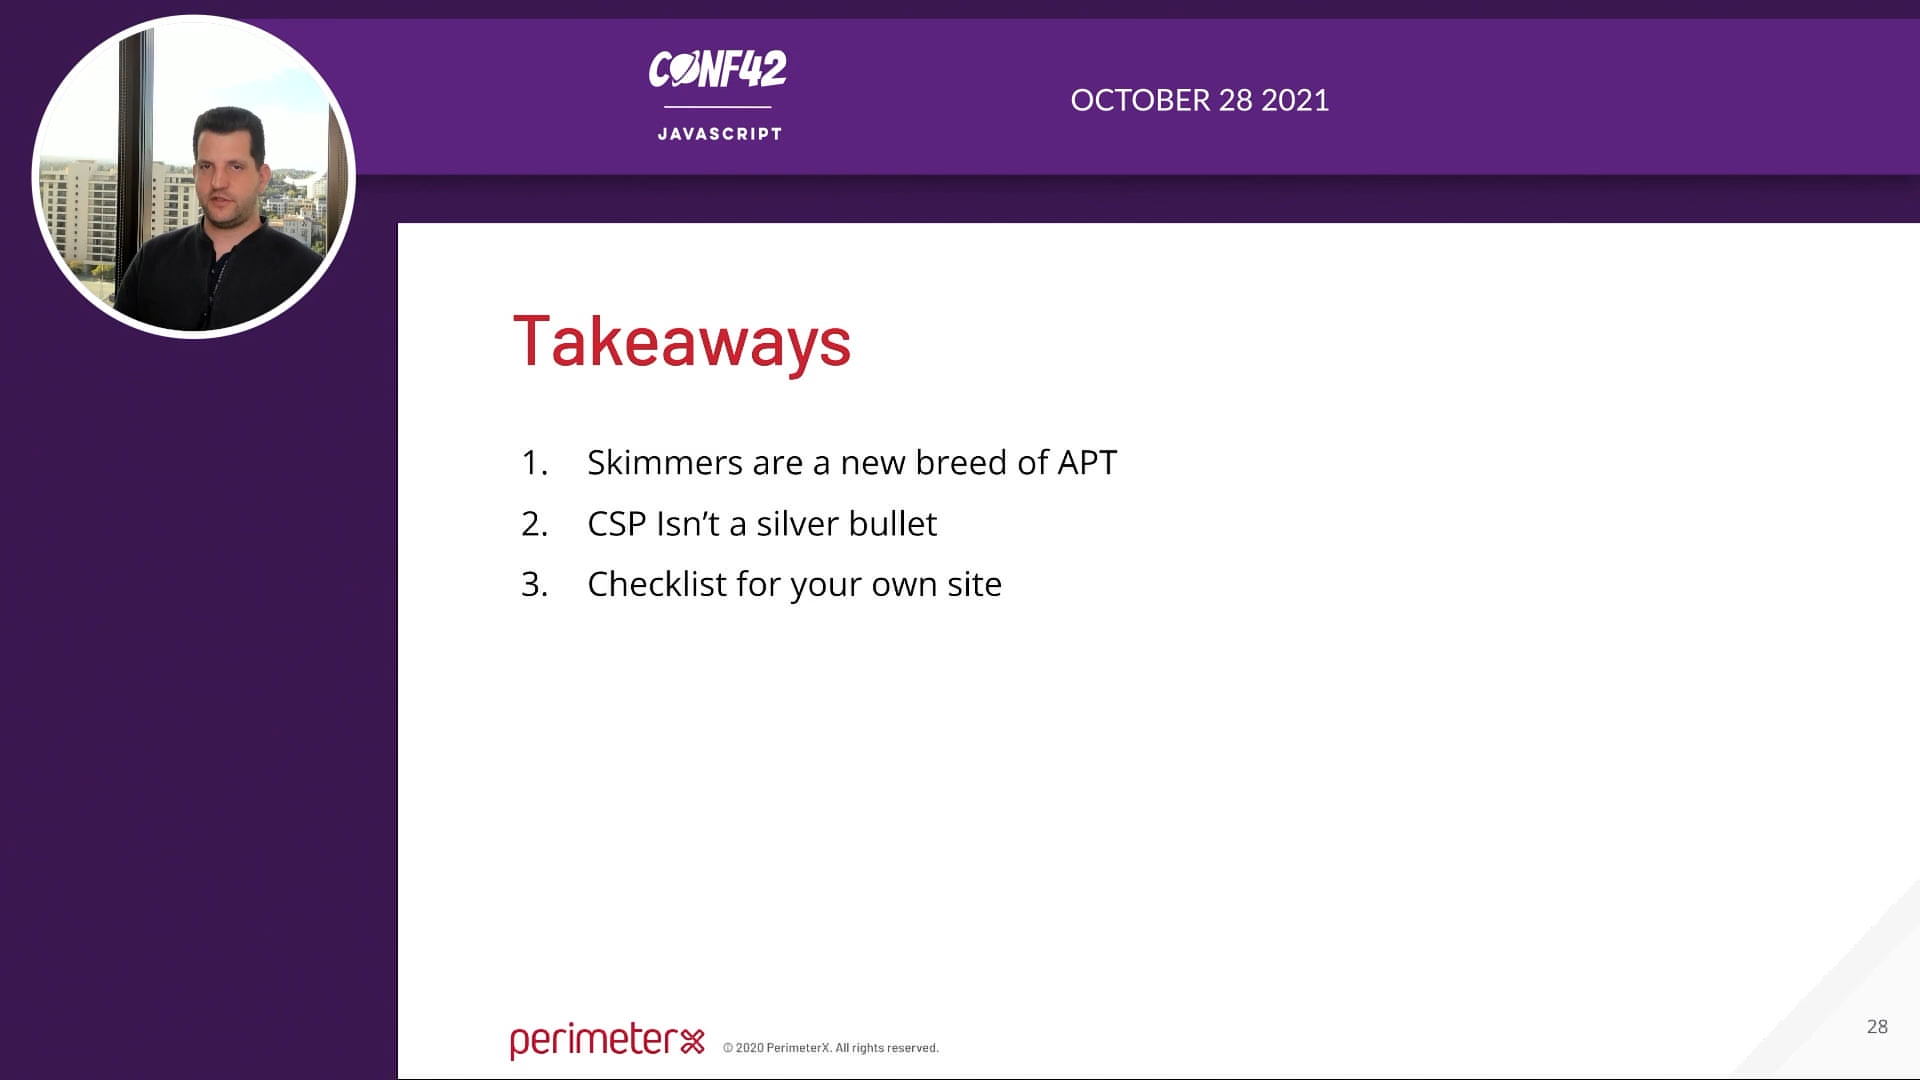 CONF42
JAVASCRIPT
OCTOBER 28 2021
Takeaways
1. Skimmers are a new breed of APT
2. CSP Isn’t a silver bullet
3. Checklist for your own site
perimeterx
© 2020 PerimeterX. All rights reserved.
28